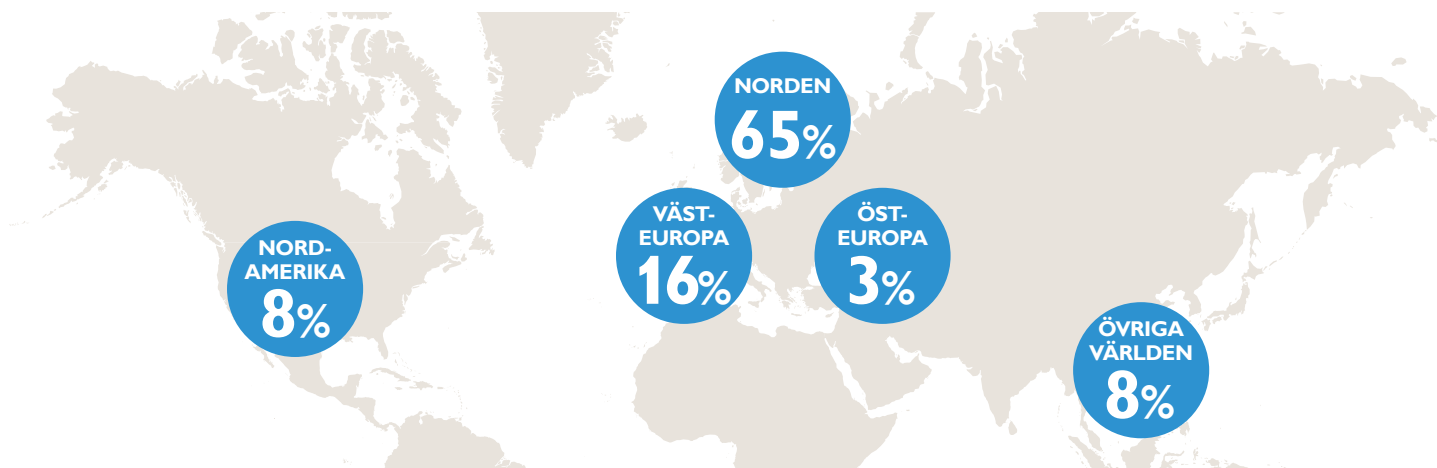 NORDEN
65%
VÄST-
EUROPA
16%
ÖST-
EUROPA
3%
NORD-
AMERIKA
8%
ÖVRIGA
VÄRLDEN
8%